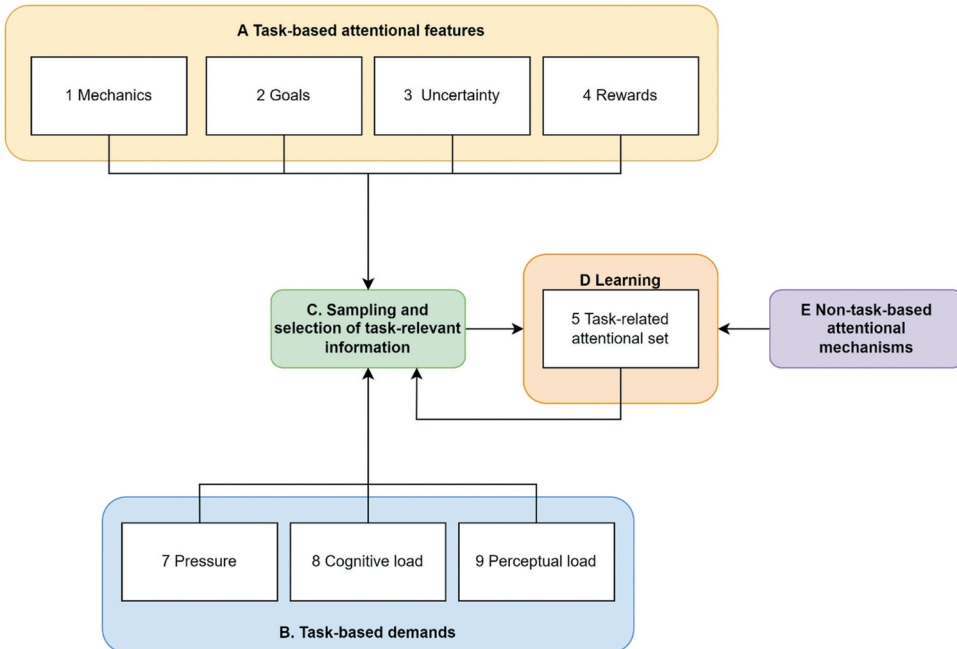 A Task-based attentional features
1 Mechanics
2 Goals
3 Uncertainty
4 Rewards
C. Sampling and
selection of task-relevant
information
D Learning
5 Task-related
attentional set
E Non-task-based
attentional
mechanisms
7 Pressure
8 Cognitive load
9 Perceptual load
B. Task-based demands